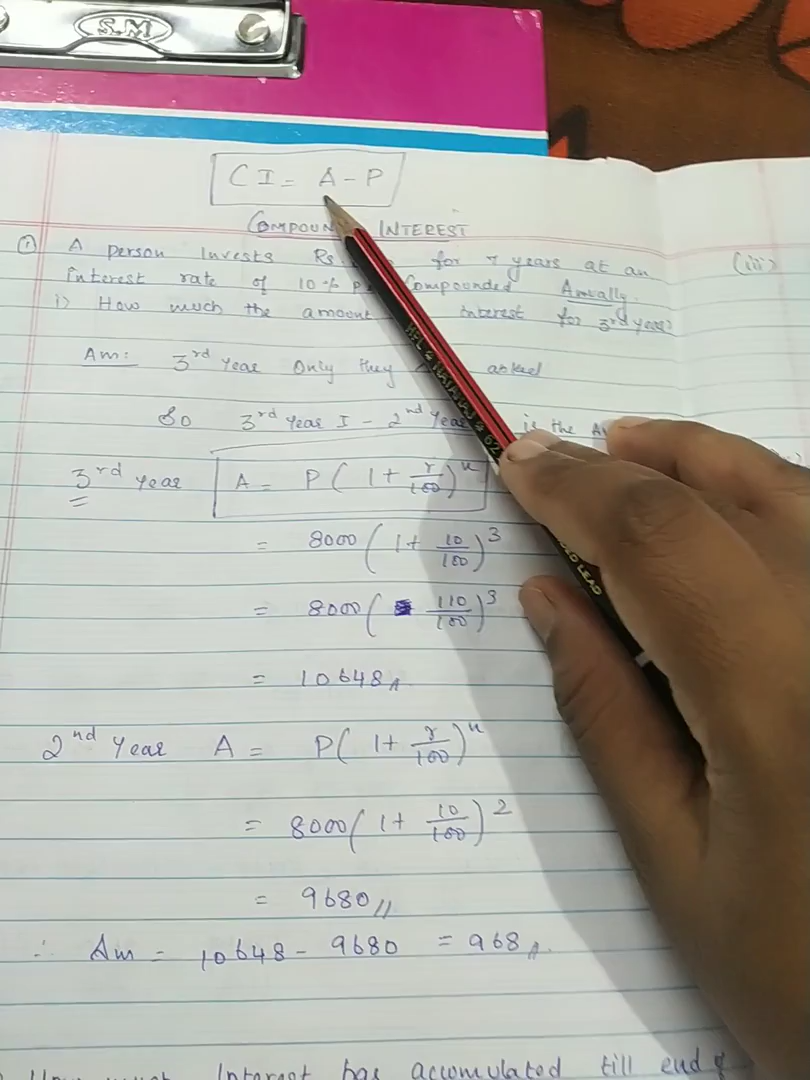 S.M
CI = A - P
COMPOUN INTEREST
① A person Invests Rs for 7 years at an
interest rate of 10% P Compounded Anually.
i) How much the amount interest for 3rd year?
(iii)
Ans: 3rd Year Only they asked
So 3rd Year I - 2nd Year is the
3rd Year A = P ( 1 + r/100 )^n
= 8000 ( 1 + 10/100 )^3
= 8000 ( 110/100 )^3
= 10648
2nd Year A = P ( 1 + r/100 )^n
= 8000 ( 1 + 10/100 )^2
= 9680 //
∴ Ans = 10648 - 9680 = 968
Interest has accumulated till end of